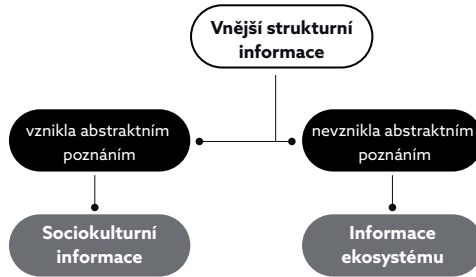 Vnější strukturní
informace
vznikla abstraktním
poznáním
nevznikla abstraktním
poznáním
Sociokulturní
informace
Informace
ekosystému